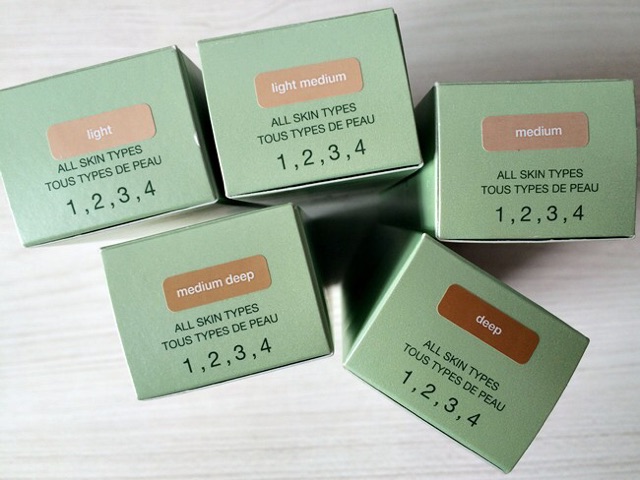 light
ALL SKIN TYPES
TOUS TYPES DE PEAU
1,2,3,4
light medium
ALL SKIN TYPES
TOUS TYPES DE PEAU
1,2,3,4
medium
ALL SKIN TYPES
TOUS TYPES DE PEAU
1,2,3,4
medium deep
ALL SKIN TYPES
TOUS TYPES DE PEAU
1,2,3,4
deep
ALL SKIN TYPES
TOUS TYPES DE PEAU
1,2,3,4